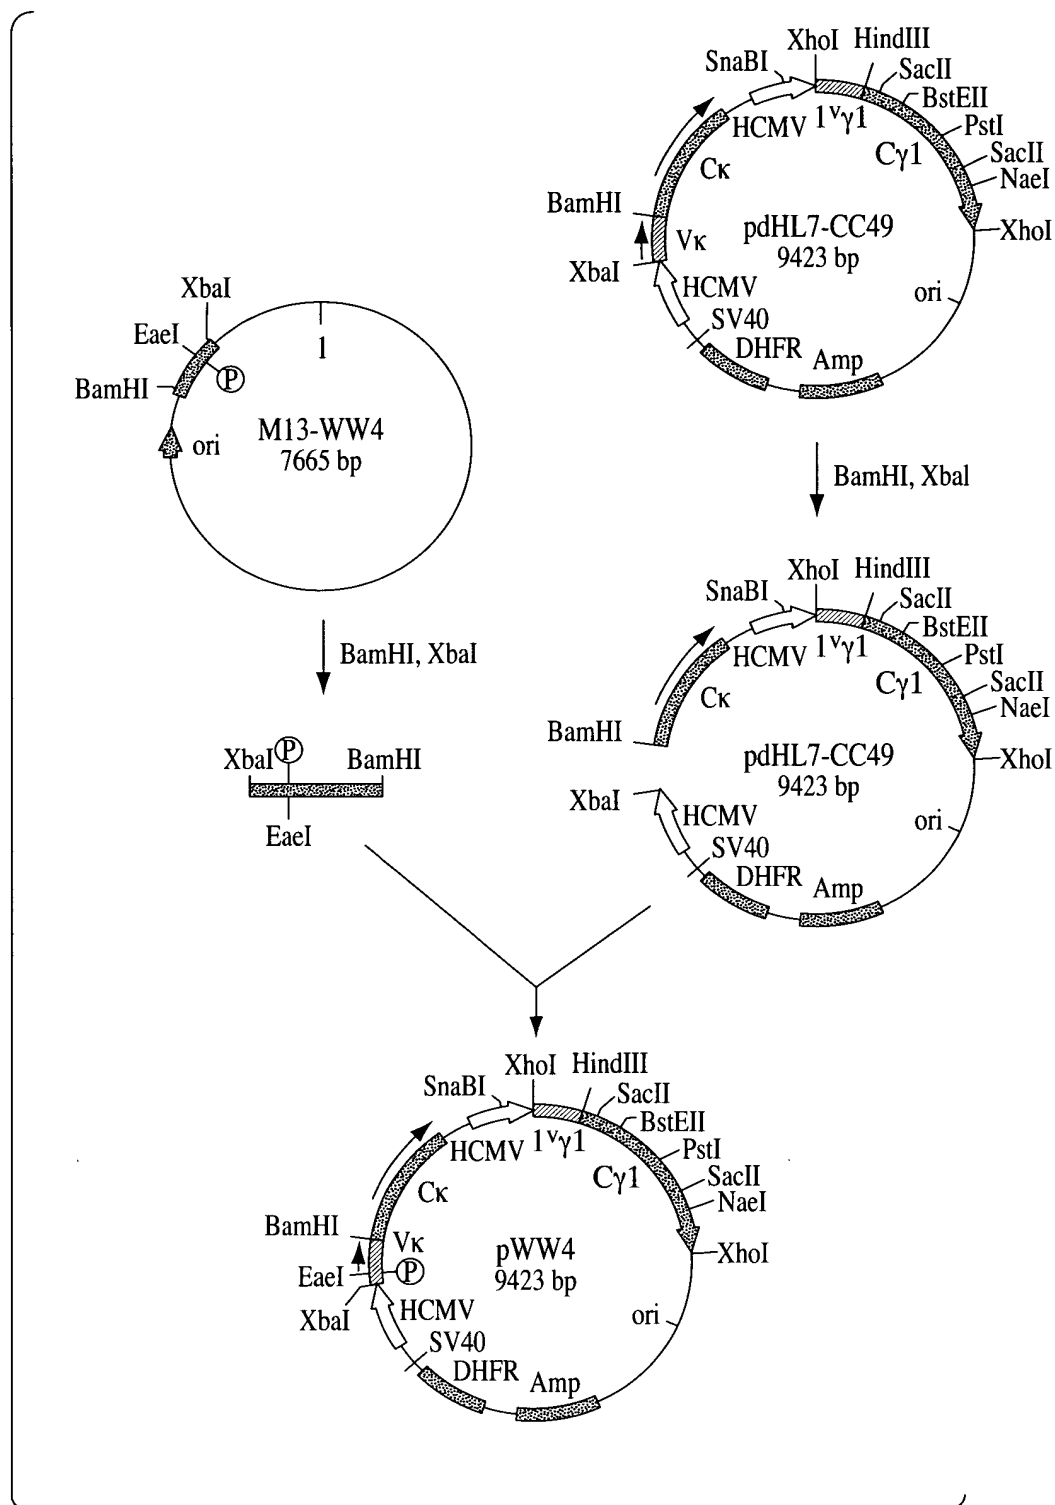 XbaI
EaeI
P
BamHI
1
ori
M13-WW4
7665 bp
BamHI, XbaI
XbaI
P
BamHI
EaeI
XhoI
HindIII
SnaBI
SacII
BstEII
HCMV
1vγ1
PstI
Cκ
Cγ1
SacII
NaeI
BamHI
Vκ
pdHL7-CC49
9423 bp
XhoI
XbaI
HCMV
ori
SV40
DHFR
Amp
BamHI, XbaI
XhoI
HindIII
SnaBI
SacII
BstEII
HCMV
1vγ1
PstI
Cκ
Cγ1
SacII
NaeI
BamHI
pdHL7-CC49
9423 bp
XhoI
XbaI
HCMV
ori
SV40
DHFR
Amp
XhoI
HindIII
SnaBI
SacII
BstEII
HCMV
1vγ1
PstI
Cκ
Cγ1
SacII
NaeI
BamHI
Vκ
pWW4
9423 bp
XhoI
EaeI
P
XbaI
HCMV
ori
SV40
DHFR
Amp